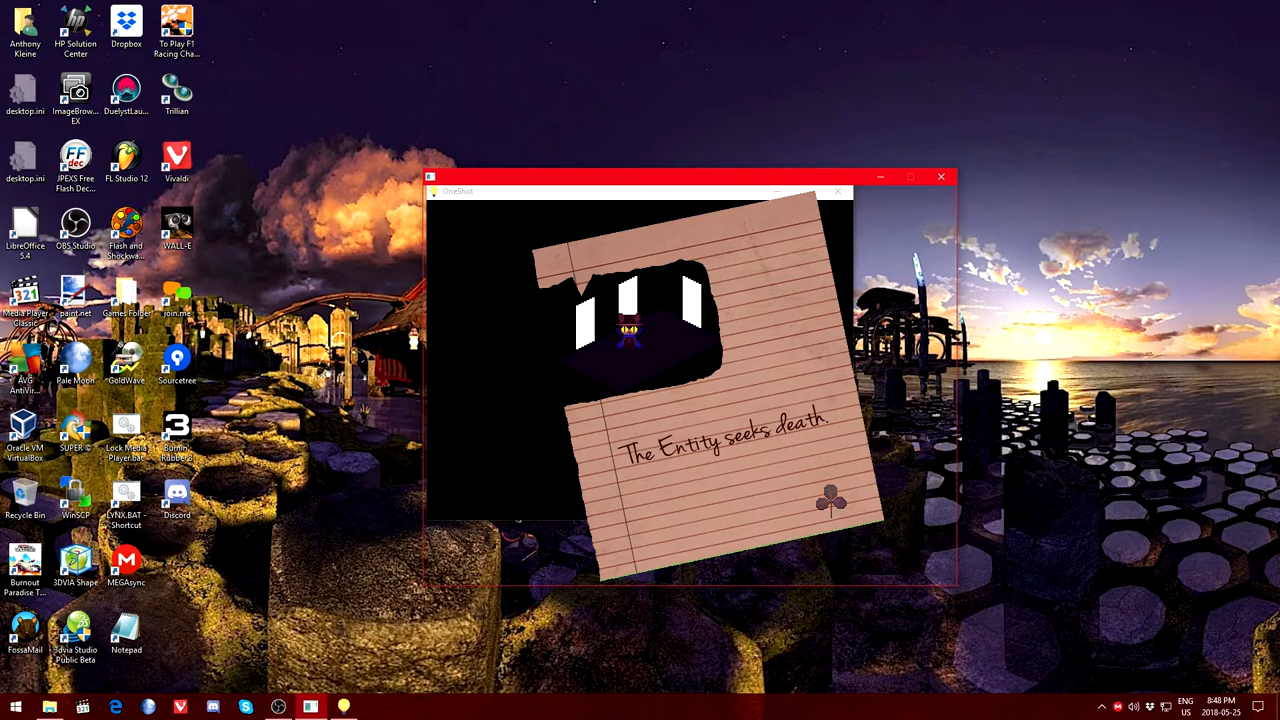 Anthony
Kleine
HP Solution
Center
Dropbox
To Play F1
Racing Cha...
desktop.ini
ImageBrow...
EX
DuelystLau...
Trillian
desktop.ini
JPEXS Free
Flash Dec...
FL Studio 12
Vivaldi
LibreOffice
5.4
OBS Studio
Flash and
Shockwave
WALL-E
Media Player
Classic
paint.net
Games Folder
join.me
AVG
AntiVir...
Pale Moon
GoldWave
Sourcetree
Oracle VM
VirtualBox
SUPER ©
Lock Media
Player.bat
Burnin'
Rubber 3
Recycle Bin
WinSCP
LYNX.BAT -
Shortcut
Discord
Burnout
Paradise T...
3DVIA Shape
MEGAsync
FossaMail
3dvia Studio
Public Beta
Notepad
OneShot
The Entity seeks death
ENG
US
8:48 PM
2018-05-25